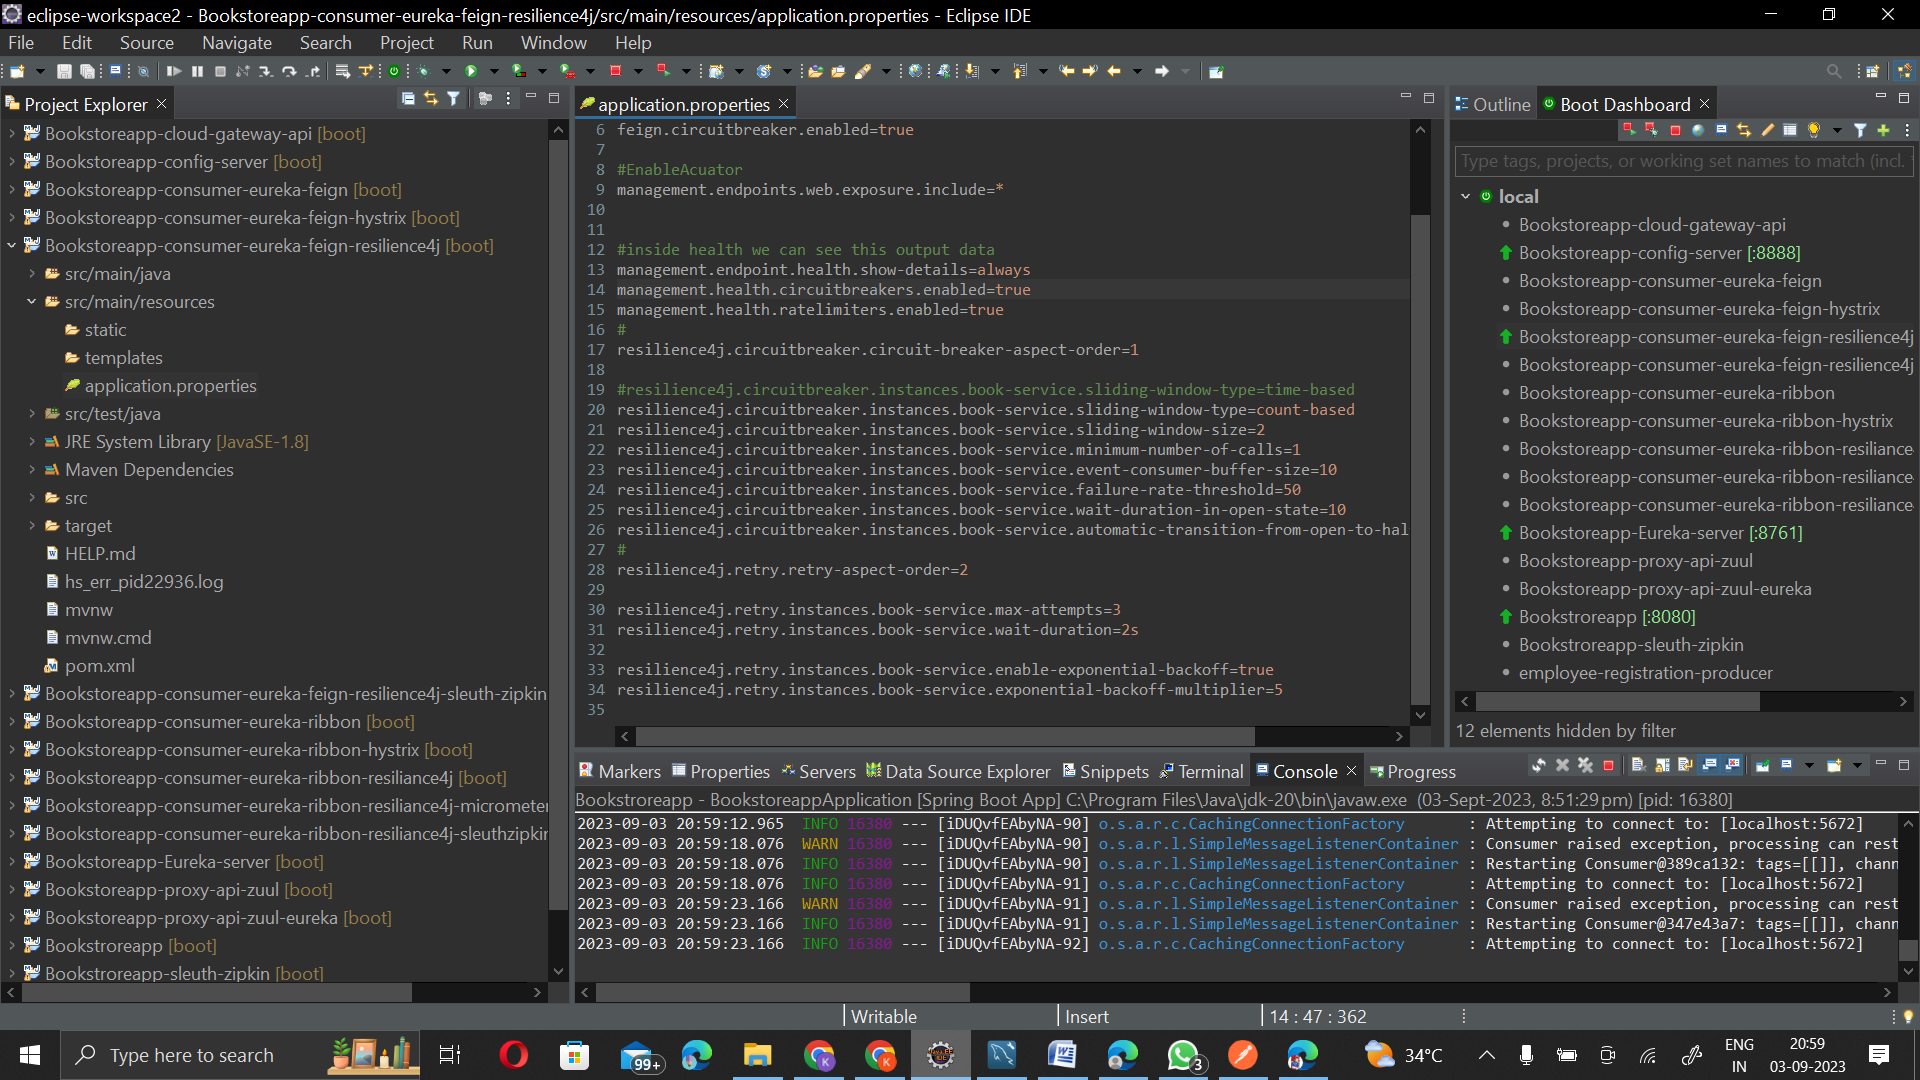 eclipse-workspace2 - Bookstoreapp-consumer-eureka-feign-resilience4j/src/main/resources/application.properties - Eclipse IDE
File Edit Source Navigate Search Project Run Window Help
Project Explorer
Bookstoreapp-cloud-gateway-api [boot]
Bookstoreapp-config-server [boot]
Bookstoreapp-consumer-eureka-feign [boot]
Bookstoreapp-consumer-eureka-feign-hystrix [boot]
Bookstoreapp-consumer-eureka-feign-resilience4j [boot]
src/main/java
src/main/resources
static
templates
application.properties
src/test/java
JRE System Library [JavaSE-1.8]
Maven Dependencies
src
target
HELP.md
hs_err_pid22936.log
mvnw
mvnw.cmd
pom.xml
Bookstoreapp-consumer-eureka-feign-resilience4j-sleuth-zipkin
Bookstoreapp-consumer-eureka-ribbon [boot]
Bookstoreapp-consumer-eureka-ribbon-hystrix [boot]
Bookstoreapp-consumer-eureka-ribbon-resiliance4j [boot]
Bookstoreapp-consumer-eureka-ribbon-resiliance4j-micrometer
Bookstoreapp-consumer-eureka-ribbon-resiliance4j-sleuthzipkin
Bookstoreapp-Eureka-server [boot]
Bookstoreapp-proxy-api-zuul [boot]
Bookstoreapp-proxy-api-zuul-eureka [boot]
Bookstroreapp [boot]
Bookstroreapp-sleuth-zipkin [boot]
application.properties
6 feign.circuitbreaker.enabled=true
7
8 #EnableAcuator
9 management.endpoints.web.exposure.include=*
10
11
12 #inside health we can see this output data
13 management.endpoint.health.show-details=always
14 management.health.circuitbreakers.enabled=true
15 management.health.ratelimiters.enabled=true
16 #
17 resilience4j.circuitbreaker.circuit-breaker-aspect-order=1
18
19 #resilience4j.circuitbreaker.instances.book-service.sliding-window-type=time-based
20 resilience4j.circuitbreaker.instances.book-service.sliding-window-type=count-based
21 resilience4j.circuitbreaker.instances.book-service.sliding-window-size=2
22 resilience4j.circuitbreaker.instances.book-service.minimum-number-of-calls=1
23 resilience4j.circuitbreaker.instances.book-service.event-consumer-buffer-size=10
24 resilience4j.circuitbreaker.instances.book-service.failure-rate-threshold=50
25 resilience4j.circuitbreaker.instances.book-service.wait-duration-in-open-state=10
26 resilience4j.circuitbreaker.instances.book-service.automatic-transition-from-open-to-hal
27 #
28 resilience4j.retry.retry-aspect-order=2
29
30 resilience4j.retry.instances.book-service.max-attempts=3
31 resilience4j.retry.instances.book-service.wait-duration=2s
32
33 resilience4j.retry.instances.book-service.enable-exponential-backoff=true
34 resilience4j.retry.instances.book-service.exponential-backoff-multiplier=5
35
Outline Boot Dashboard
Type tags, projects, or working set names to match (incl.
local
Bookstoreapp-cloud-gateway-api
Bookstoreapp-config-server [:8888]
Bookstoreapp-consumer-eureka-feign
Bookstoreapp-consumer-eureka-feign-hystrix
Bookstoreapp-consumer-eureka-feign-resilience4j
Bookstoreapp-consumer-eureka-feign-resilience4j
Bookstoreapp-consumer-eureka-ribbon
Bookstoreapp-consumer-eureka-ribbon-hystrix
Bookstoreapp-consumer-eureka-ribbon-resiliance
Bookstoreapp-consumer-eureka-ribbon-resiliance
Bookstoreapp-consumer-eureka-ribbon-resiliance
Bookstoreapp-Eureka-server [:8761]
Bookstoreapp-proxy-api-zuul
Bookstoreapp-proxy-api-zuul-eureka
Bookstroreapp [:8080]
Bookstroreapp-sleuth-zipkin
employee-registration-producer
12 elements hidden by filter
Markers Properties Servers Data Source Explorer Snippets Terminal Console Progress
Bookstroreapp - BookstoreappApplication [Spring Boot App] C:\Program Files\Java\jdk-20\bin\javaw.exe (03-Sept-2023, 8:51:29 pm) [pid: 16380]
2023-09-03 20:59:12.965 INFO 16380 --- [iDUQvfEAbyNA-90] o.s.a.r.c.CachingConnectionFactory : Attempting to connect to: [localhost:5672]
2023-09-03 20:59:18.076 WARN 16380 --- [iDUQvfEAbyNA-90] o.s.a.r.l.SimpleMessageListenerContainer : Consumer raised exception, processing can rest
2023-09-03 20:59:18.076 INFO 16380 --- [iDUQvfEAbyNA-90] o.s.a.r.l.SimpleMessageListenerContainer : Restarting Consumer@389ca132: tags=[[]], chann
2023-09-03 20:59:18.076 INFO 16380 --- [iDUQvfEAbyNA-91] o.s.a.r.c.CachingConnectionFactory : Attempting to connect to: [localhost:5672]
2023-09-03 20:59:23.166 WARN 16380 --- [iDUQvfEAbyNA-91] o.s.a.r.l.SimpleMessageListenerContainer : Consumer raised exception, processing can rest
2023-09-03 20:59:23.166 INFO 16380 --- [iDUQvfEAbyNA-91] o.s.a.r.l.SimpleMessageListenerContainer : Restarting Consumer@347e43a7: tags=[[]], chann
2023-09-03 20:59:23.166 INFO 16380 --- [iDUQvfEAbyNA-92] o.s.a.r.c.CachingConnectionFactory : Attempting to connect to: [localhost:5672]
Writable Insert 14 : 47 : 362
Type here to search
99+
3
34°C
ENG
IN
20:59
03-09-2023